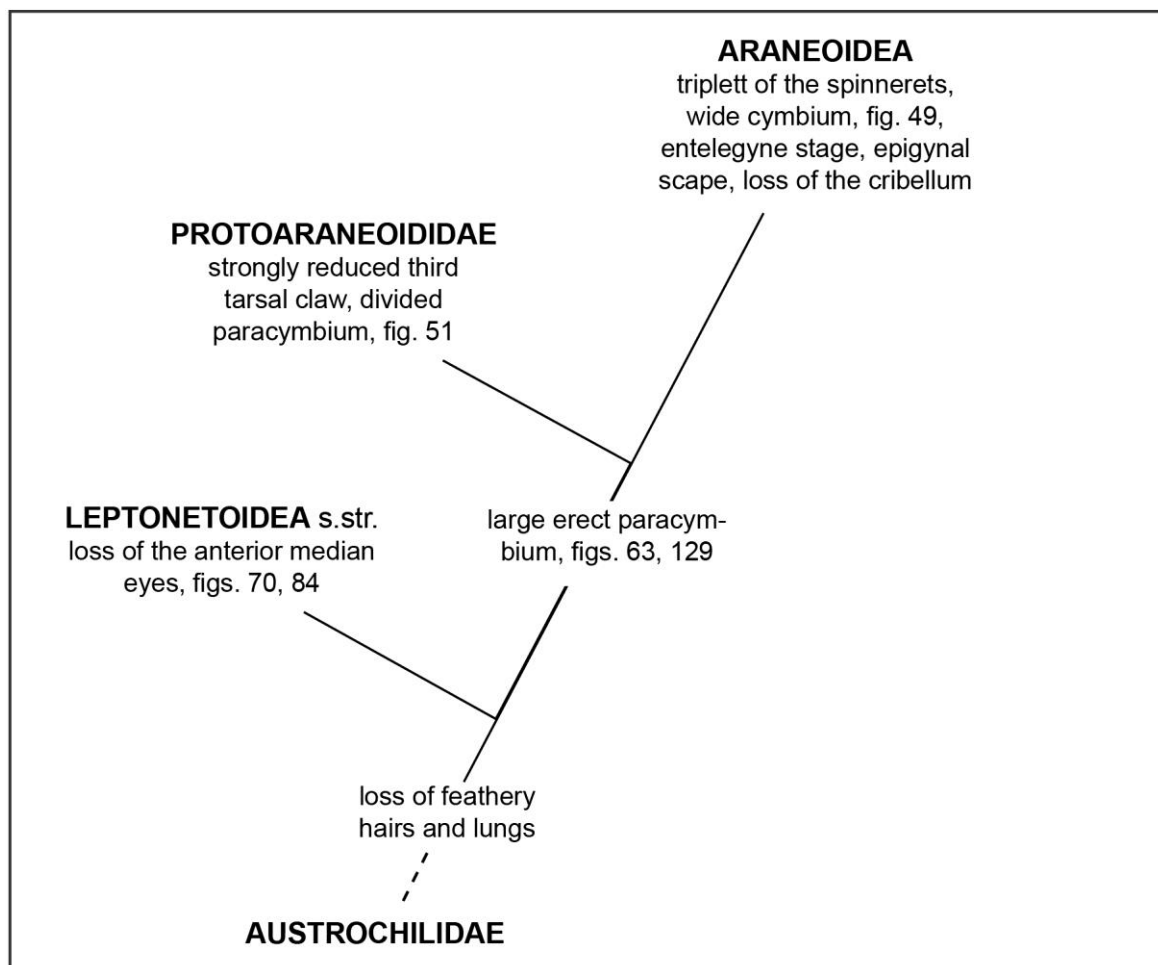 ARANEOIDEA
triplett of the spinnerets,
wide cymbium, fig. 49,
entelegyne stage, epigynal
scape, loss of the cribellum
PROTOARANEOIDIDAE
strongly reduced third
tarsal claw, divided
paracymbium, fig. 51
LEPTONETOIDEA s.str.
loss of the anterior median
eyes, figs. 70, 84
large erect paracym-
bium, figs. 63, 129
loss of feathery
hairs and lungs
AUSTROCHILIDAE